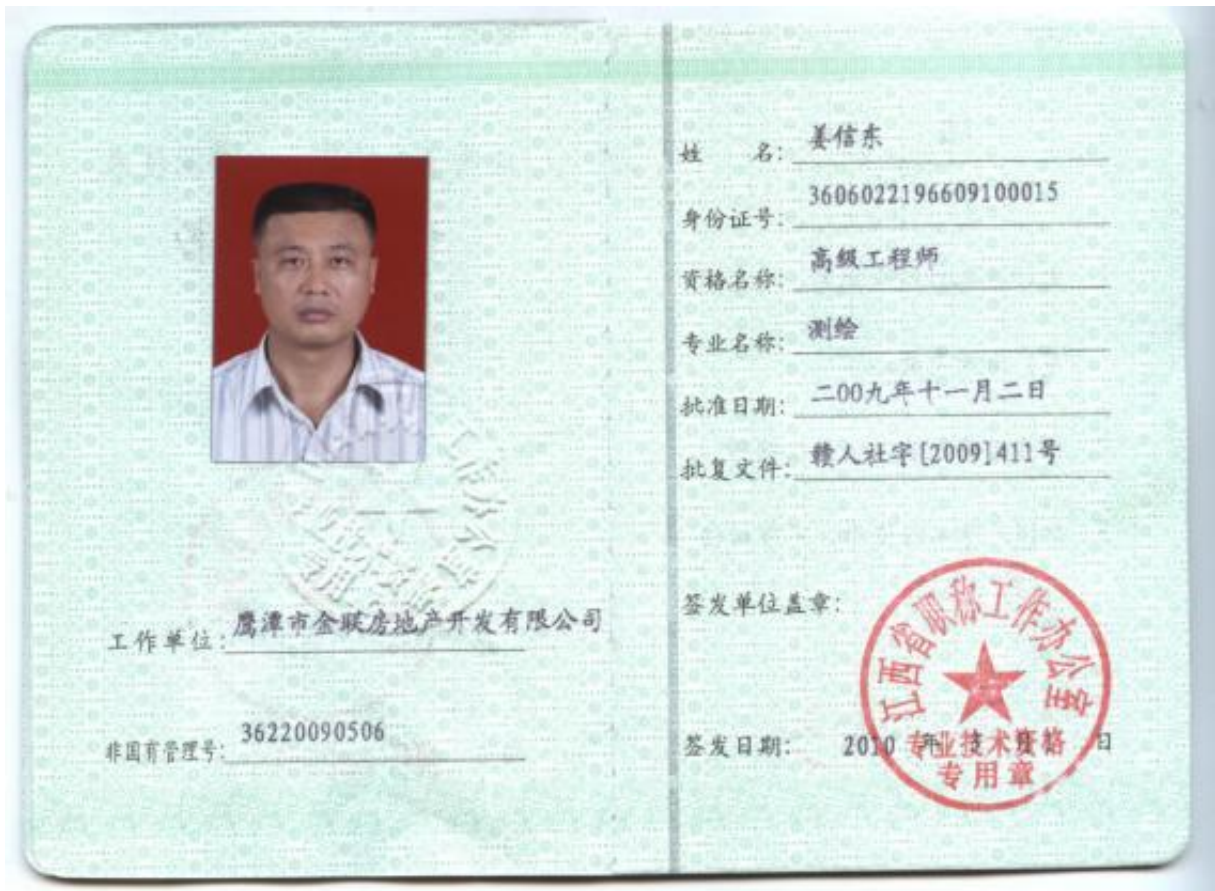 工作单位: 鹰潭市金联房地产开发有限公司
非国有管理号: 36220090506
姓 名: 姜信东
身份证号: 3606022196609100015
资格名称: 高级工程师
专业名称: 测绘
批准日期: 二00九年十一月二日
批复文件: 赣人社字[2009]411号
签发单位盖章:
江西省职称工作办公室
签发日期: 2010 年 月 日
专业技术资格
专用章